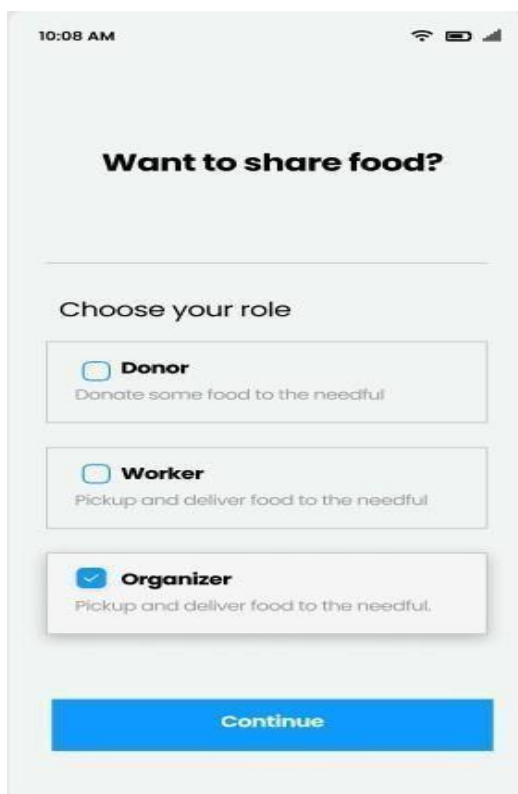 10:08 AM
Want to share food?
Choose your role
Donor
Donate some food to the needful
Worker
Pickup and deliver food to the needful
Organizer
Pickup and deliver food to the needful.
Continue